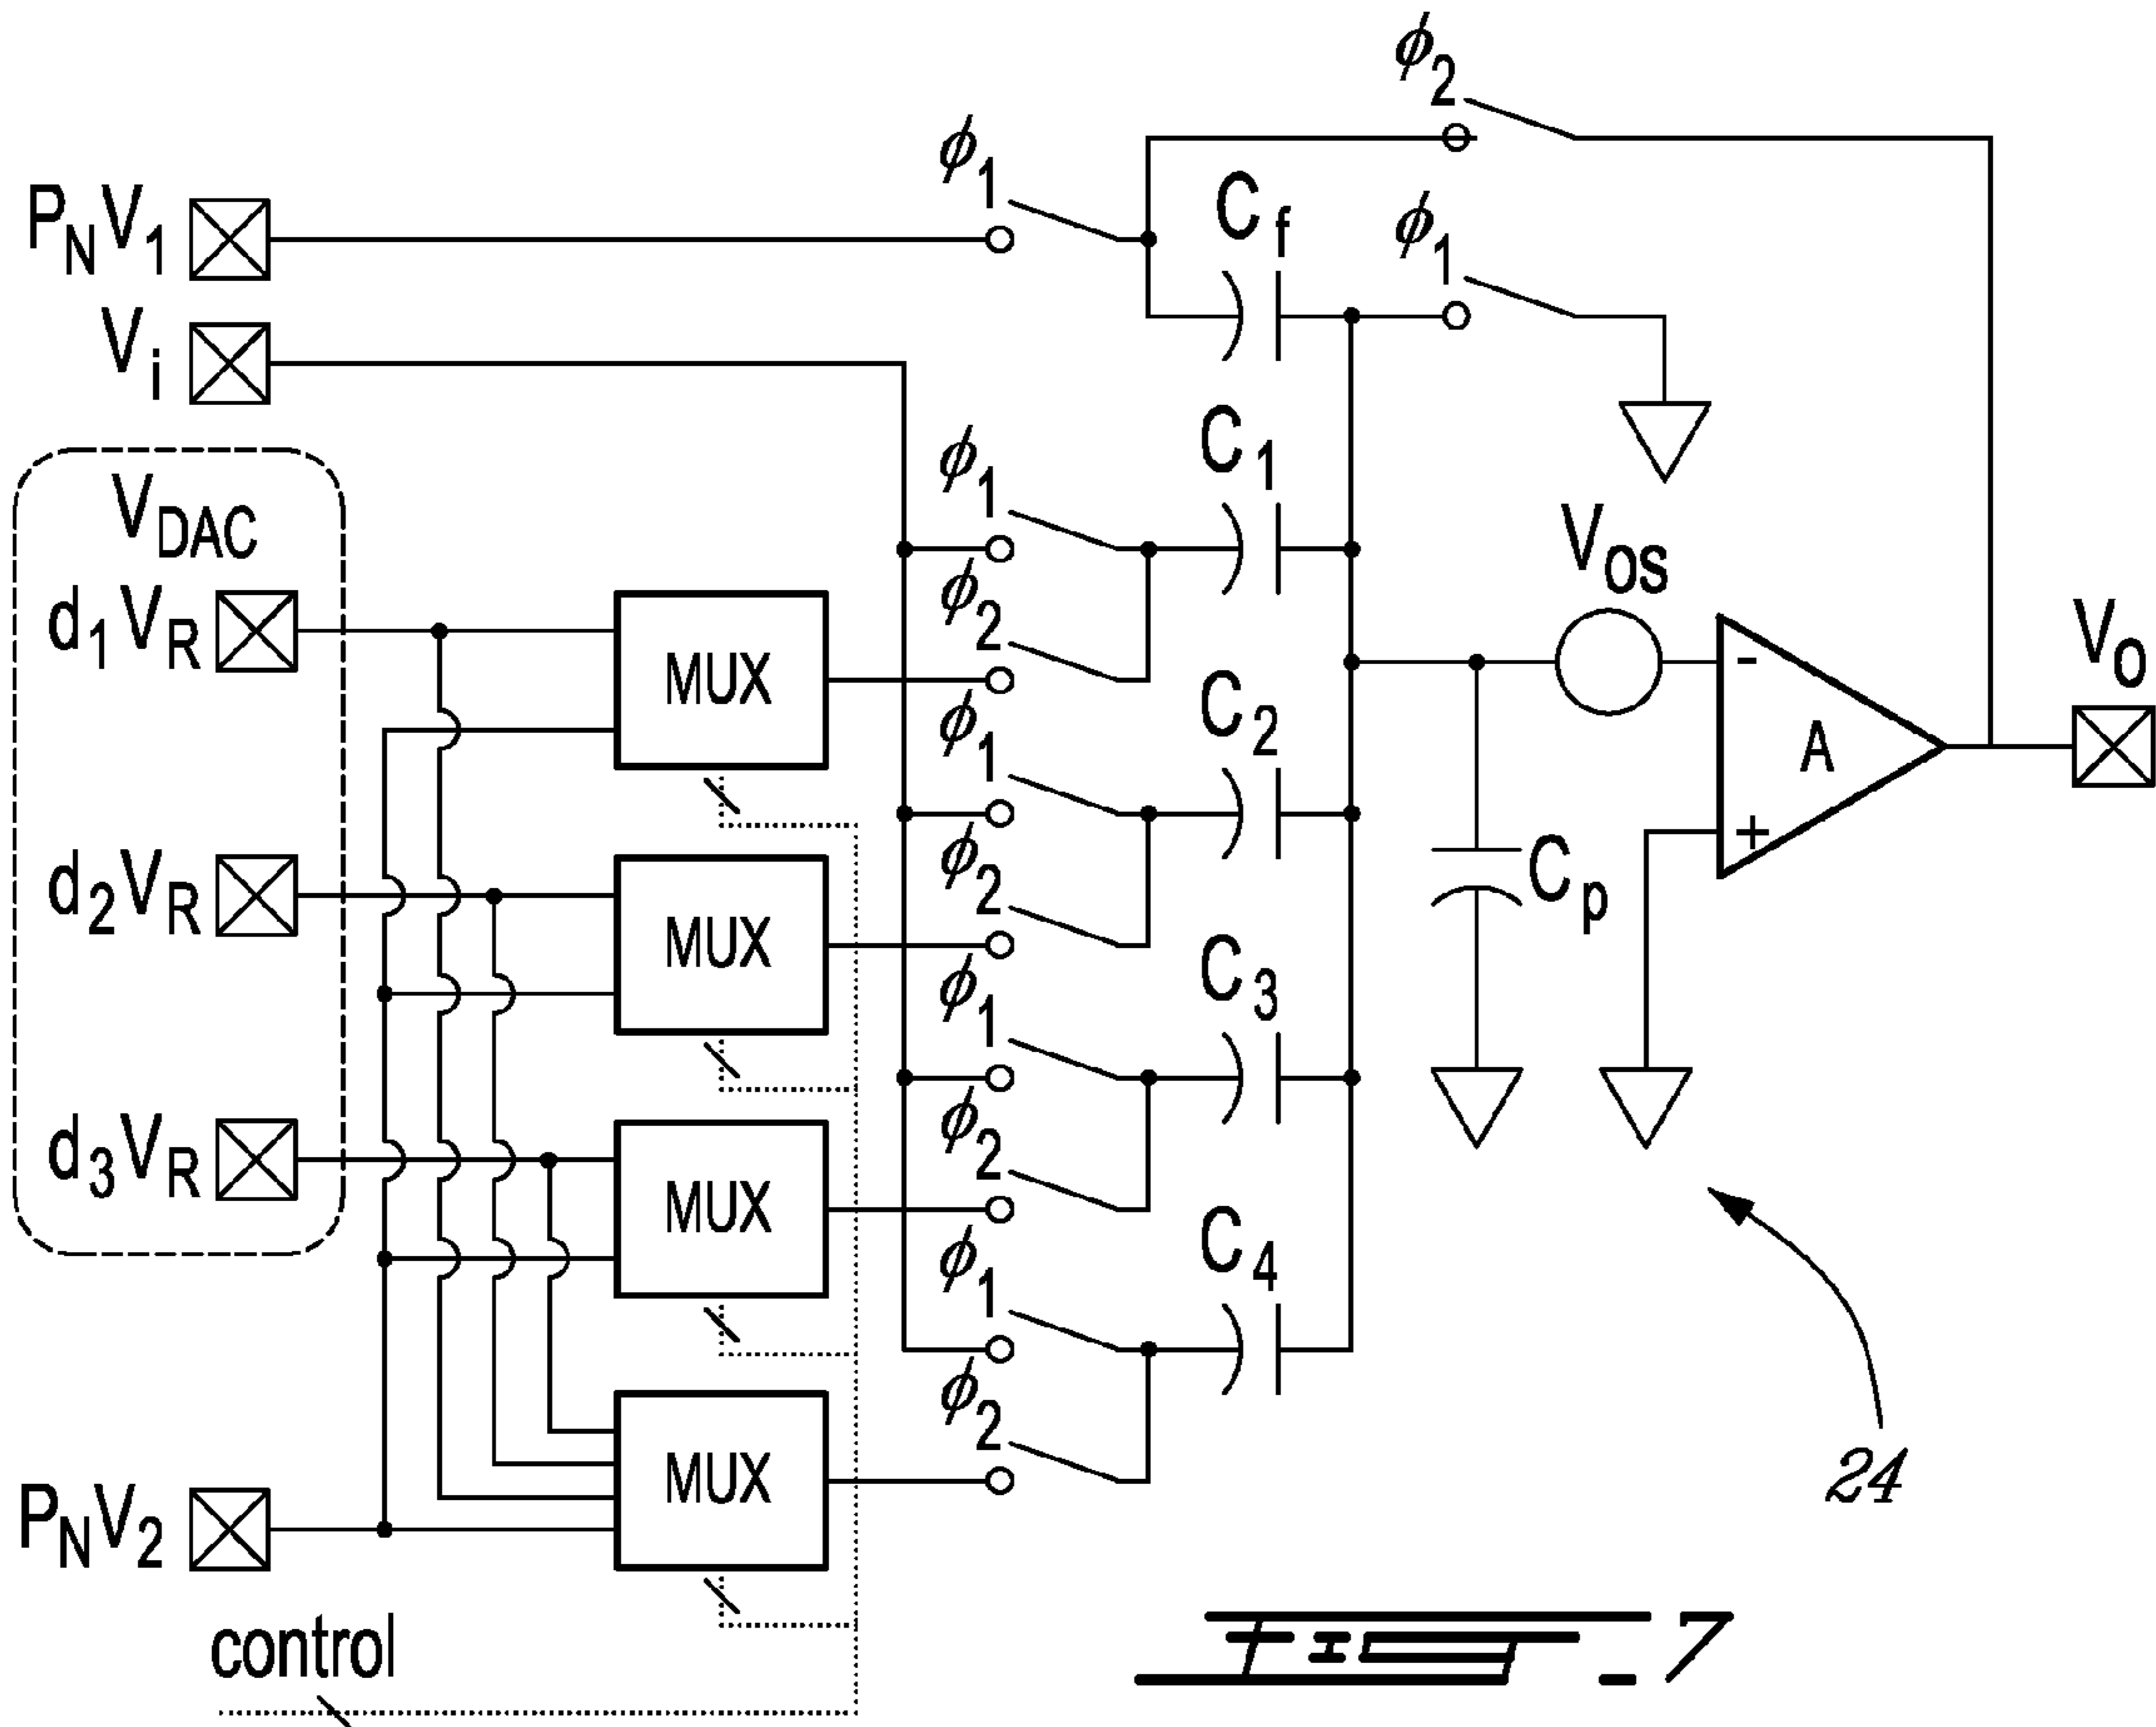 ϕ2
ϕ1
PNV1
Cf
ϕ1
Vi
C1
ϕ1
VDAC
VOS
d1VR
ϕ2
VO
MUX
C2
ϕ1
A
-
+
d2VR
ϕ2
Cp
MUX
C3
ϕ1
d3VR
ϕ2
MUX
C4
ϕ1
ϕ2
24
PNV2
MUX
control
FIG-7